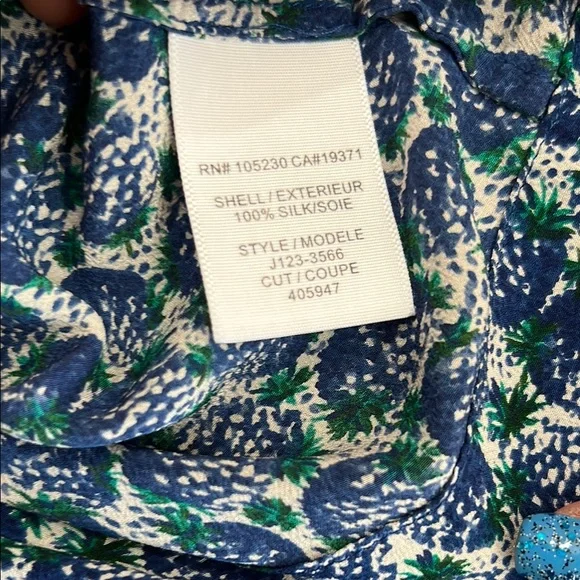 RN# 105230 CA#19371
SHELL / EXTERIEUR
100% SILK/SOIE
STYLE / MODELE
J123-3566
CUT / COUPE
405947